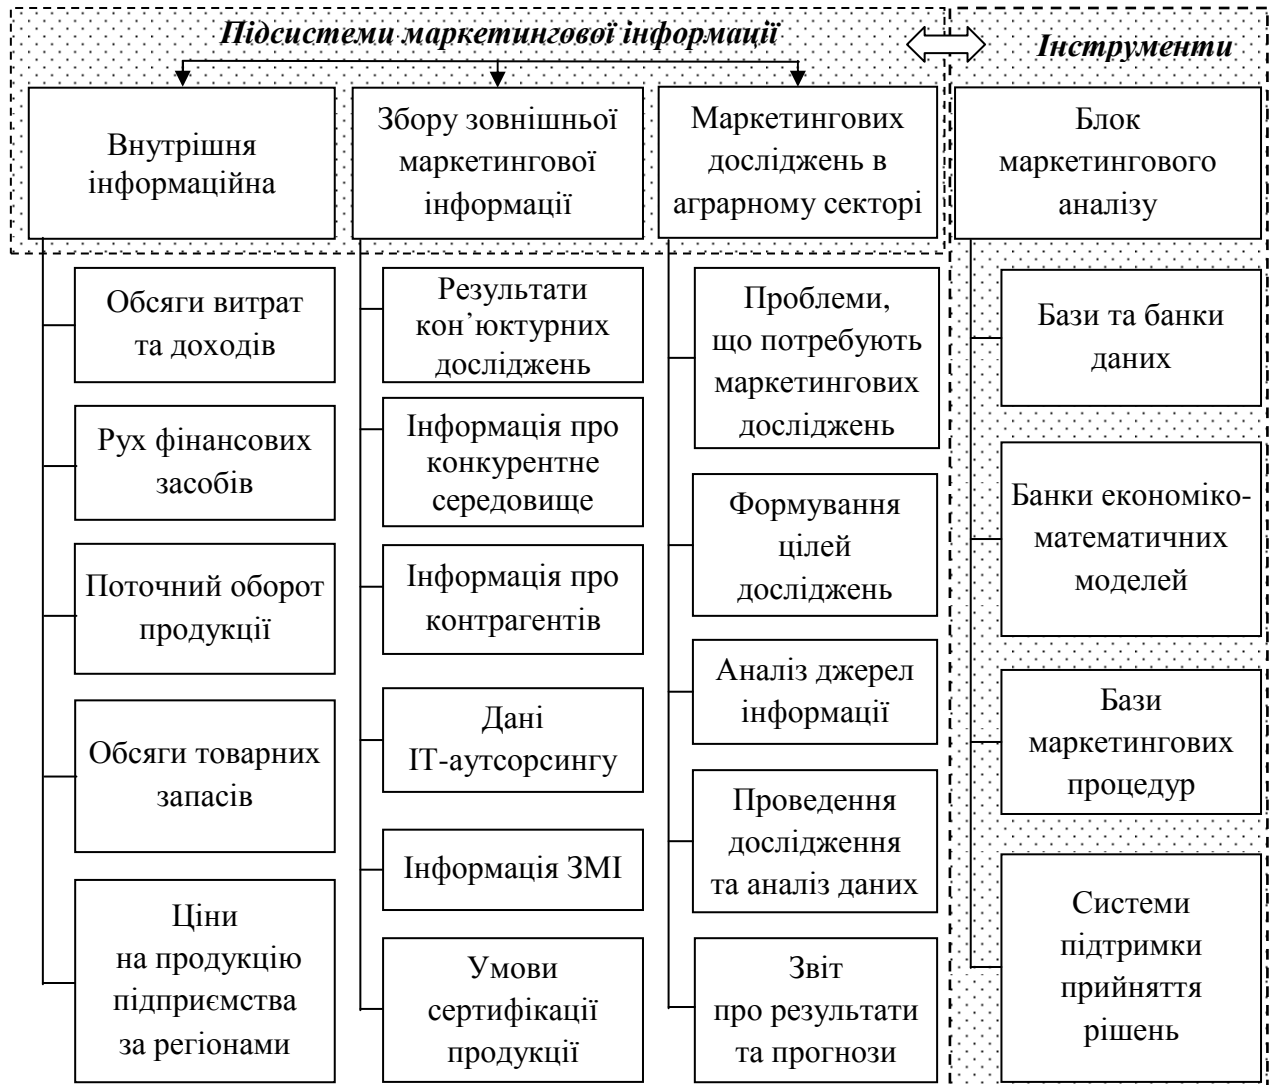 Підсистеми маркетингової інформації
Інструменти
Внутрішня
інформаційна
Збору зовнішньої
маркетингової
інформації
Маркетингових
досліджень в
аграрному секторі
Блок
маркетингового
аналізу
Обсяги витрат
та доходів
Рух фінансових
засобів
Поточний оборот
продукції
Обсяги товарних
запасів
Ціни
на продукцію
підприємства
за регіонами
Результати
кон’юктурних
досліджень
Інформація про
конкурентне
середовище
Інформація про
контрагентів
Дані
ІТ-аутсорсингу
Інформація ЗМІ
Умови
сертифікації
продукції
Проблеми,
що потребують
маркетингових
досліджень
Формування
цілей
досліджень
Аналіз джерел
інформації
Проведення
дослідження
та аналіз даних
Звіт
про результати
та прогнози
Бази та банки
даних
Банки економіко-
математичних
моделей
Бази
маркетингових
процедур
Системи
підтримки
прийняття
рішень